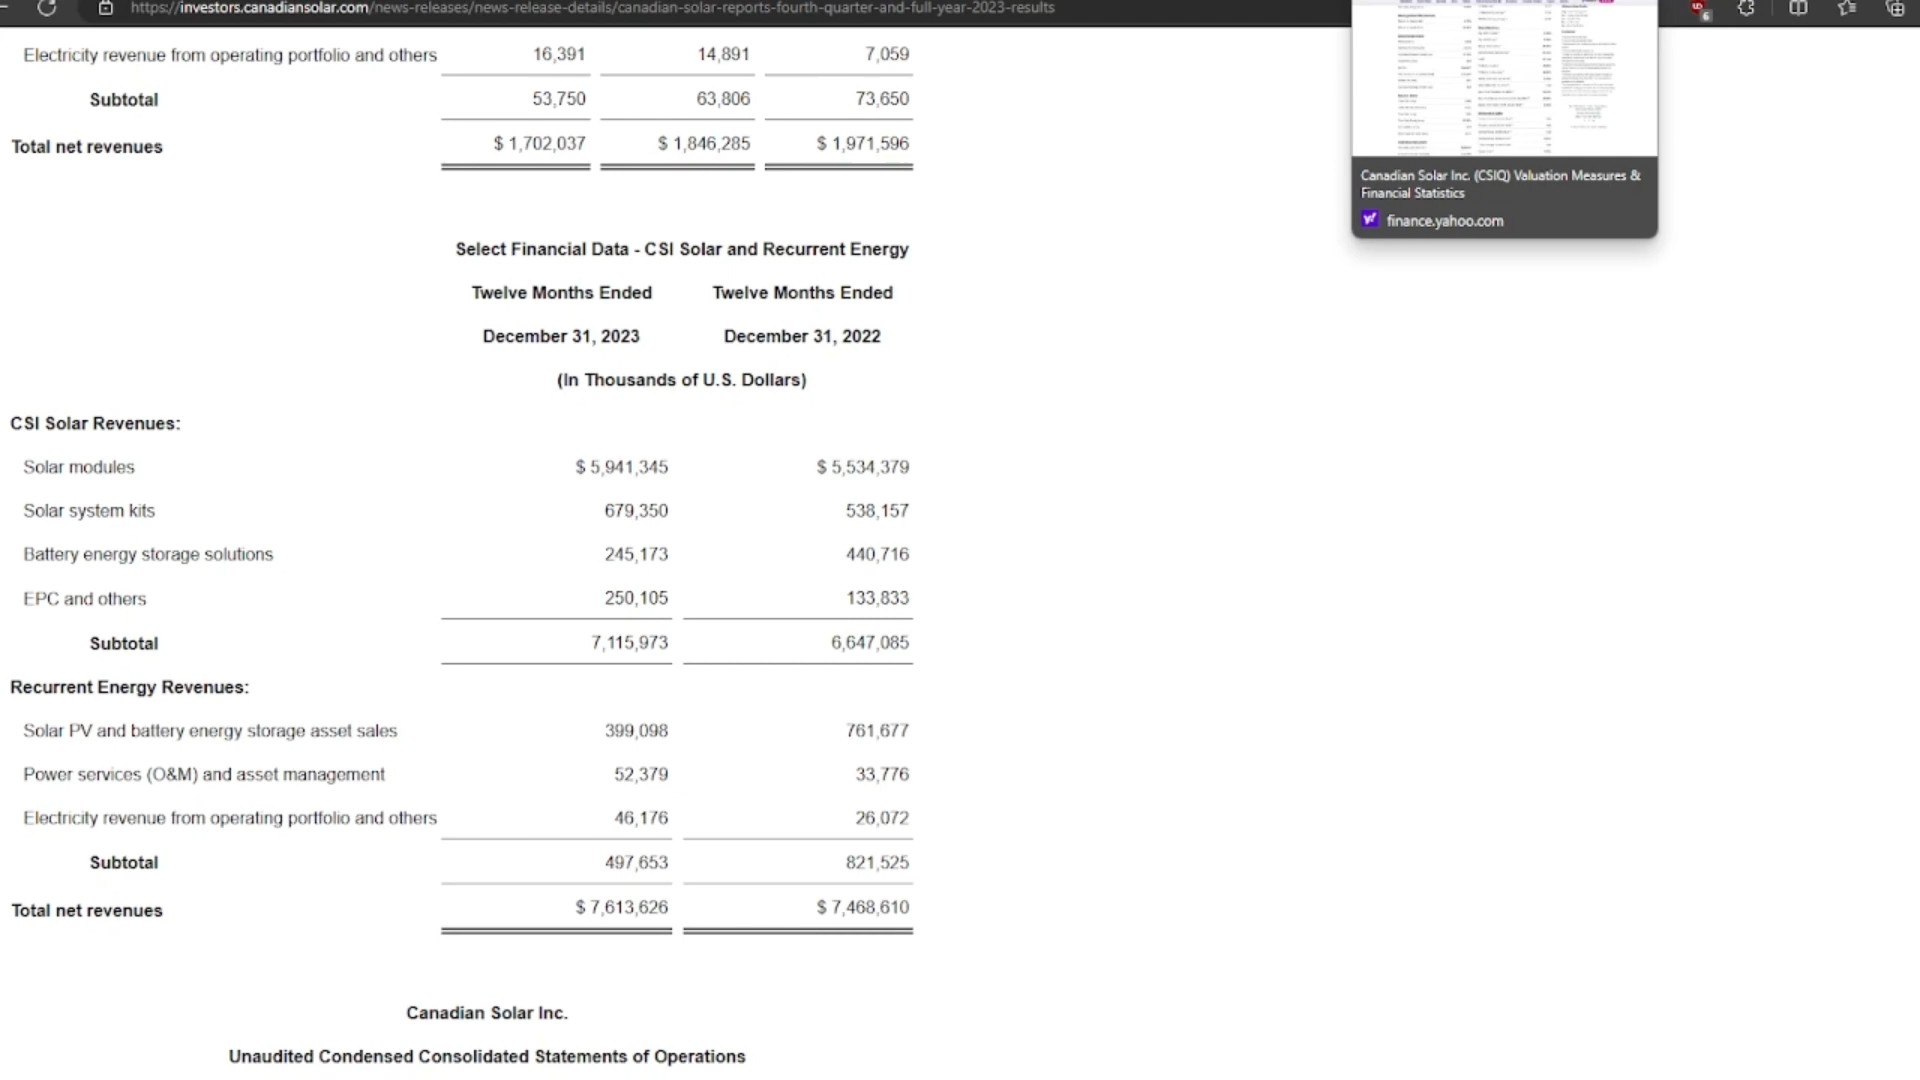 https://investors.canadiansolar.com/news-releases/news-release-details/canadian-solar-reports-fourth-quarter-and-full-year-2023-results
6
Electricity revenue from operating portfolio and others 16,391 14,891 7,059
Subtotal 53,750 63,806 73,650
Total net revenues $ 1,702,037 $ 1,846,285 $ 1,971,596
Canadian Solar Inc. (CSIQ) Valuation Measures &
Financial Statistics
y! finance.yahoo.com
Select Financial Data - CSI Solar and Recurrent Energy
Twelve Months Ended Twelve Months Ended
December 31, 2023 December 31, 2022
(In Thousands of U.S. Dollars)
CSI Solar Revenues:
Solar modules $ 5,941,345 $ 5,534,379
Solar system kits 679,350 538,157
Battery energy storage solutions 245,173 440,716
EPC and others 250,105 133,833
Subtotal 7,115,973 6,647,085
Recurrent Energy Revenues:
Solar PV and battery energy storage asset sales 399,098 761,677
Power services (O&M) and asset management 52,379 33,776
Electricity revenue from operating portfolio and others 46,176 26,072
Subtotal 497,653 821,525
Total net revenues $ 7,613,626 $ 7,468,610
Canadian Solar Inc.
Unaudited Condensed Consolidated Statements of Operations